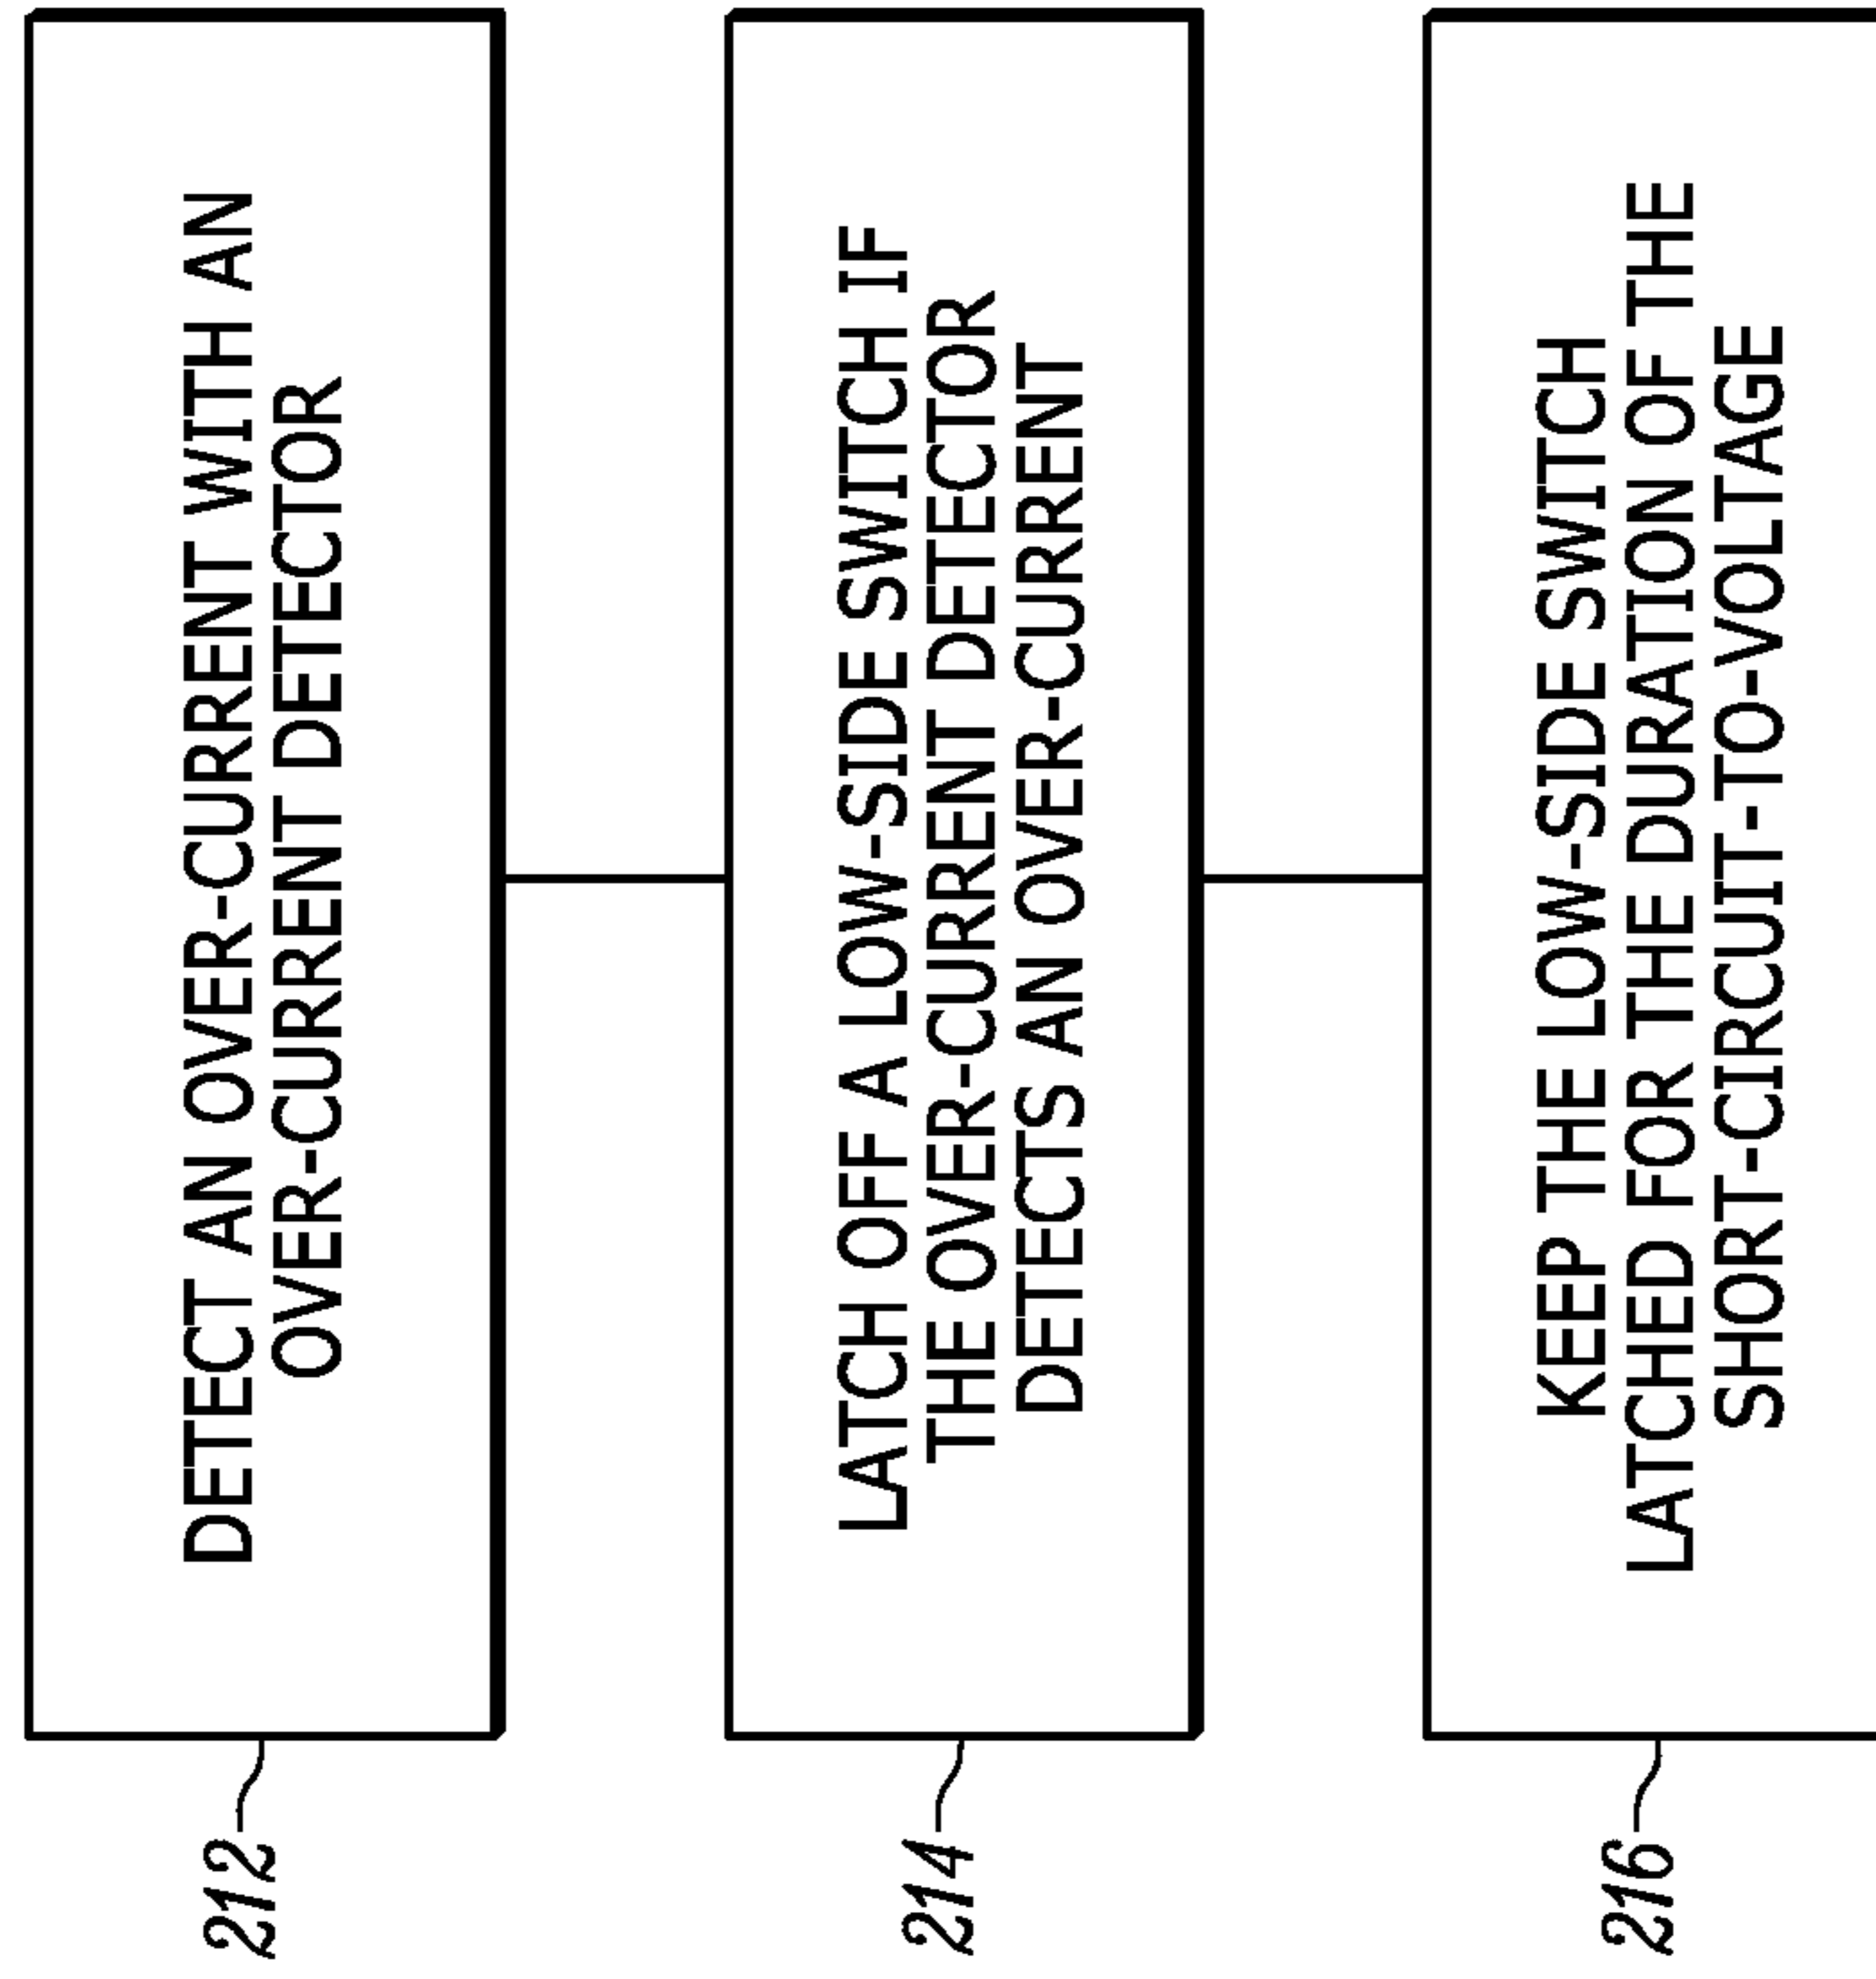 212
DETECT AN OVER-CURRENT WITH AN
OVER-CURRENT DETECTOR
214
LATCH OFF A LOW-SIDE SWITCH IF
THE OVER-CURRENT DETECTOR
DETECTS AN OVER-CURRENT
216
KEEP THE LOW-SIDE SWITCH
LATCHED FOR THE DURATION OF THE
SHORT-CIRCUIT-TO-VOLTAGE